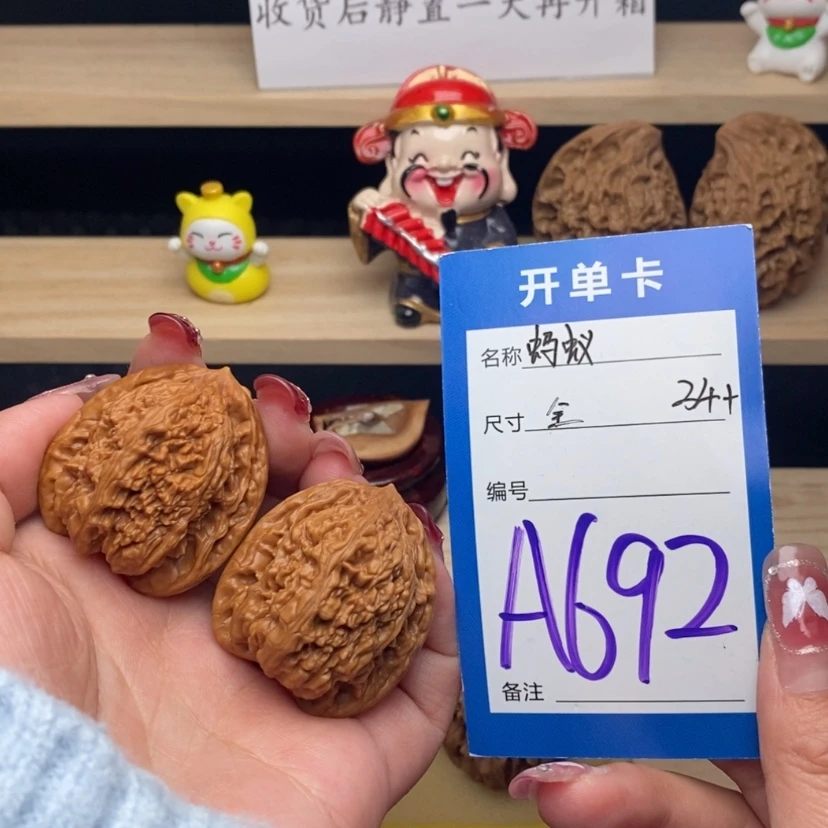 收货后静置一天再开箱
开单卡
名称 蚂蚁
尺寸 全 34++
编号
A692
备注